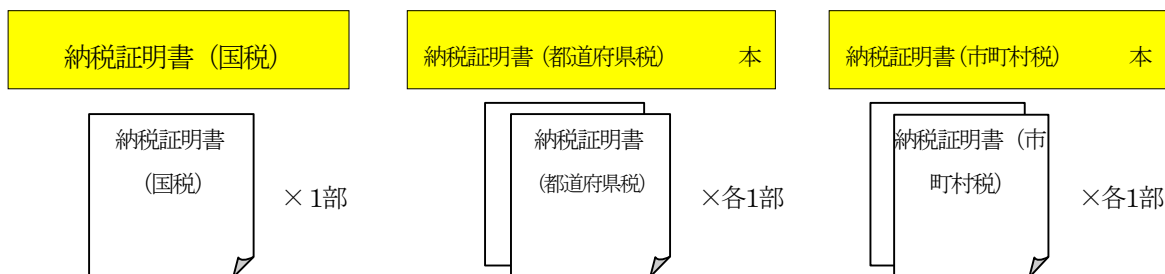 納税証明書（国税）
納税証明書（都道府県税） 本
納税証明書（市町村税） 本
納税証明書
（国税）
×1部
納税証明書
（都道府県税）
×各1部
納税証明書（市
町村税）
×各1部